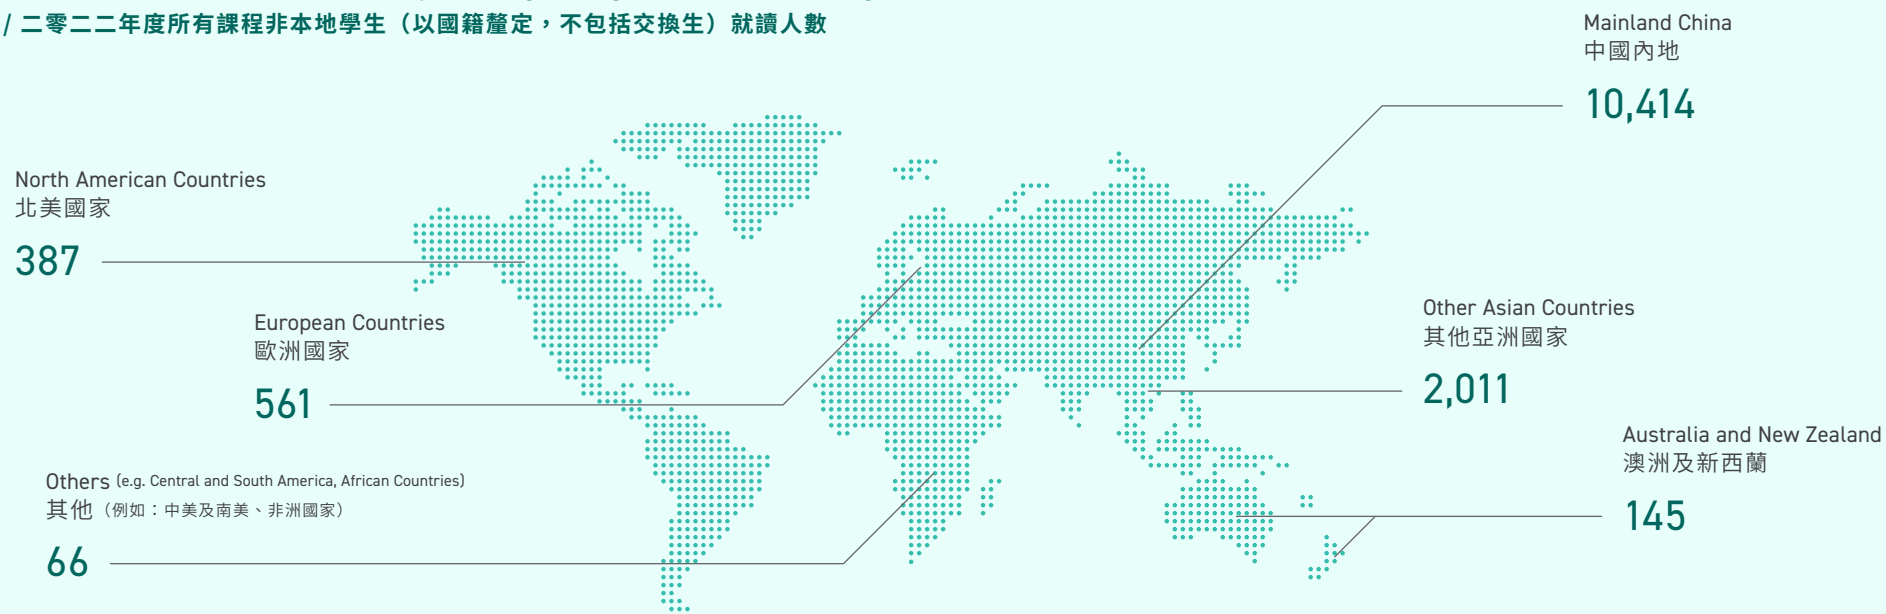 / 二零二二年度所有課程非本地學生（以國籍釐定，不包括交換生）就讀人數
Mainland China
中國內地
10,414
North American Countries
北美國家
387
European Countries
歐洲國家
561
Other Asian Countries
其他亞洲國家
2,011
Australia and New Zealand
澳洲及新西蘭
145
Others (e.g. Central and South America, African Countries)
其他（例如：中美及南美、非洲國家）
66